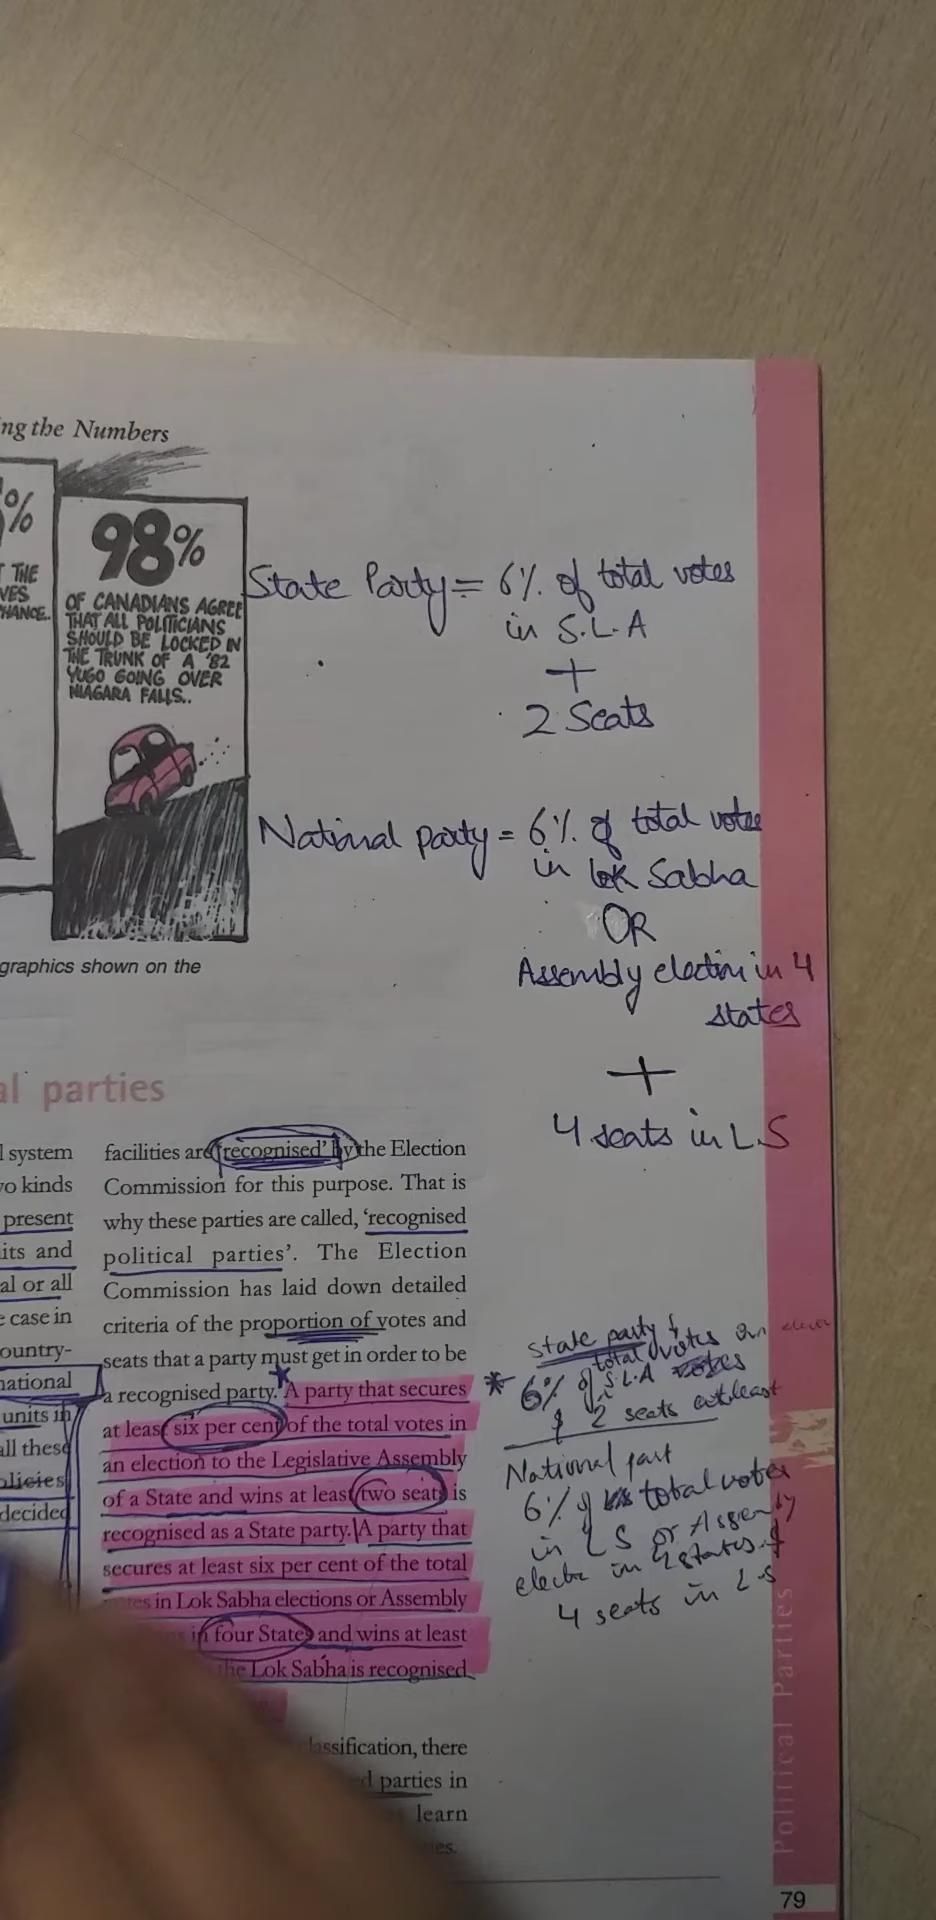 ng the Numbers
%
THE
VES
HANCE.
98%
OF CANADIANS AGREE
THAT ALL POLITICIANS
SHOULD BE LOCKED IN
THE TRUNK OF A '82
YUGO GOING OVER
NIAGARA FALLS..
State Party = 6% of total votes
in S.L.A
+
2 Seats
National party = 6% of total votes
in lok Sabha
OR
Assembly election in 4
states
+
4 seats in L.S
graphics shown on the
al parties
l system
o kinds
present
its and
al or all
e case in
ountry-
national
units in
all these
olicies
decided
facilities are 'recognised' by the Election
Commission for this purpose. That is
why these parties are called, 'recognised
political parties'. The Election
Commission has laid down detailed
criteria of the proportion of votes and
seats that a party must get in order to be
a recognised party. A party that secures
at least six per cent of the total votes in
an election to the Legislative Assembly
of a State and wins at least two seats is
recognised as a State party. A party that
secures at least six per cent of the total
in Lok Sabha elections or Assembly
in four States and wins at least
the Lok Sabha is recognised
lassification, there
parties in
learn
es.
State party
* 6% of total votes in
S.L.A votes
& 2 seats atleast
National part
6% of total votes
in LS or Assembly
in 4 states &
4 seats in L.S
Political Parties
79